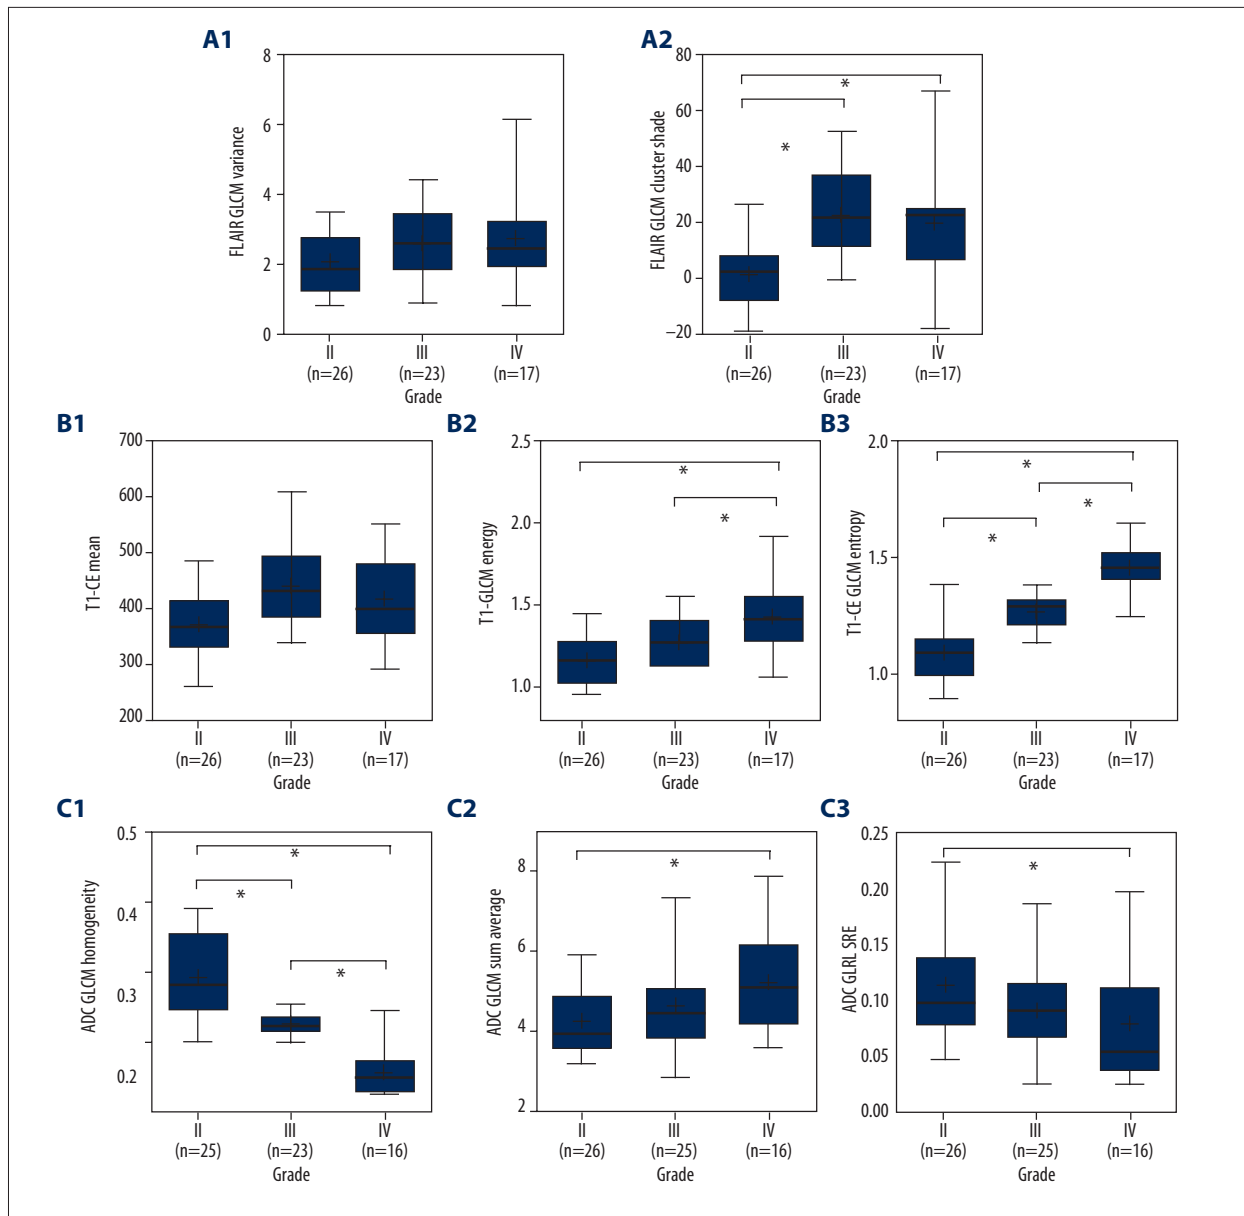 A1
8
6
4
2
0
FLAIR GLCM variance
II
III
IV
(n=26)
(n=23)
(n=17)
Grade
A2
80
60
40
20
0
–20
FLAIR GLCM cluster shade
*
*
II
III
IV
(n=26)
(n=23)
(n=17)
Grade
B1
700
600
500
400
300
200
T1-CE mean
II
III
IV
(n=26)
(n=23)
(n=17)
Grade
B2
2.5
2.0
1.5
1.0
T1-GLCM energy
*
*
II
III
IV
(n=26)
(n=23)
(n=17)
Grade
B3
2.0
1.5
1.0
T1-CE GLCM entropy
*
*
*
II
III
IV
(n=26)
(n=23)
(n=17)
Grade
C1
0.5
0.4
0.3
0.2
ADC GLCM homogeneity
*
*
*
II
III
IV
(n=25)
(n=23)
(n=16)
Grade
C2
8
6
4
2
ADC GLCM sum average
*
II
III
IV
(n=26)
(n=25)
(n=16)
Grade
C3
0.25
0.20
0.15
0.10
0.05
0.00
ADC GLRL SRE
*
II
III
IV
(n=26)
(n=25)
(n=16)
Grade